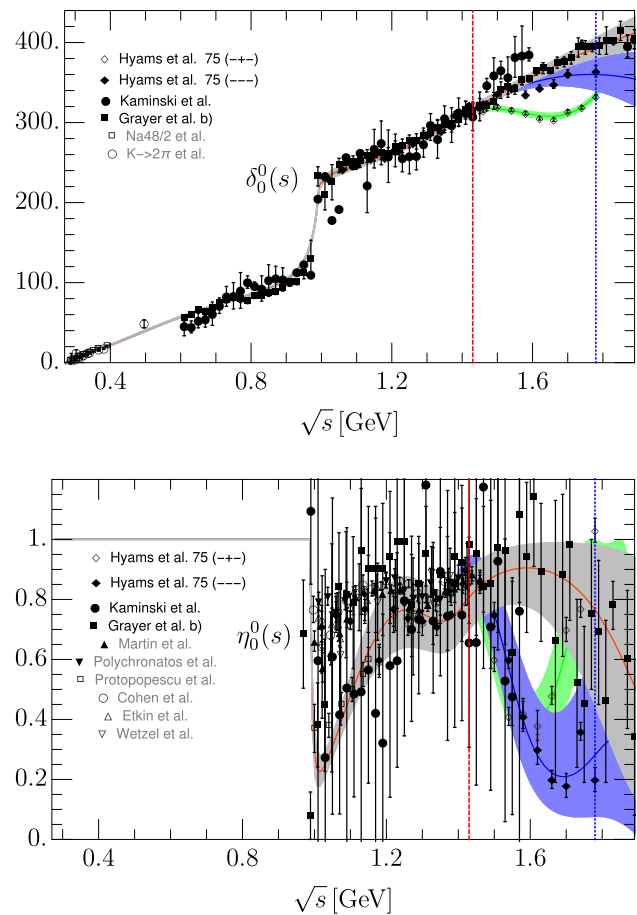 400.
300.
200.
100.
0.
Hyams et al. 75 (−+−)
Hyams et al. 75 (−−−)
Kaminski et al.
Grayer et al. b)
Na48/2 et al.
K−>2π et al.
δ₀⁰(s)
0.4 0.8 1.2 1.6
√s [GeV]
1.
0.8
0.6
0.4
0.2
0.
Hyams et al. 75 (−+−)
Hyams et al. 75 (−−−)
Kaminski et al.
Grayer et al. b)
Martin et al.
Polychronatos et al.
Protopopescu et al.
Cohen et al.
Etkin et al.
Wetzel et al.
η₀⁰(s)
0.4 0.8 1.2 1.6
√s [GeV]